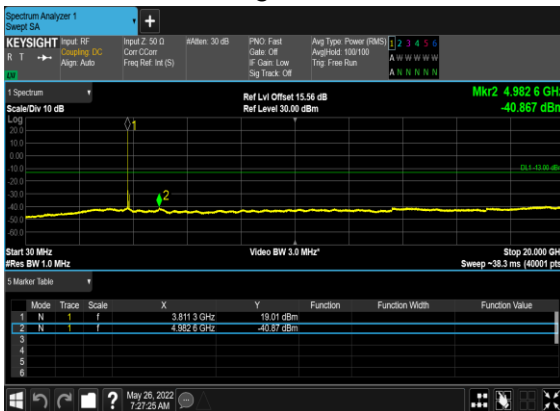 Spectrum Analyzer 1
Swept SA
KEYSIGHT
R T
LV
Input: RF
Coupling: DC
Align: Auto
Input Z: 50 Ω
Corr CCorr
Freq Ref: Int (S)
#Atten: 30 dB
PNO: Fast
Gate: Off
IF Gain: Low
Sig Track: Off
Avg Type: Power (RMS)
Avg|Hold: 100/100
Trig: Free Run
1 2 3 4 5 6
A W W W W W
A N N N N N
1 Spectrum
Scale/Div 10 dB
Ref Lvl Offset 15.56 dB
Ref Level 30.00 dBm
Mkr2 4.982 6 GHz
-40.867 dBm
Log
20.0
10.0
0.00
-10.0
-20.0
-30.0
-40.0
-50.0
-60.0
1
2
DL1 -13.00 dBm
Start 30 MHz
#Res BW 1.0 MHz
Video BW 3.0 MHz*
Stop 20.000 GHz
Sweep ~38.3 ms (40001 pts)
5 Marker Table
Mode Trace Scale X Y Function Function Width Function Value
1 N 1 f 3.811 3 GHz 19.01 dBm
2 N 1 f 4.982 6 GHz -40.87 dBm
3
4
5
6
?
May 26, 2022
7:27:25 AM